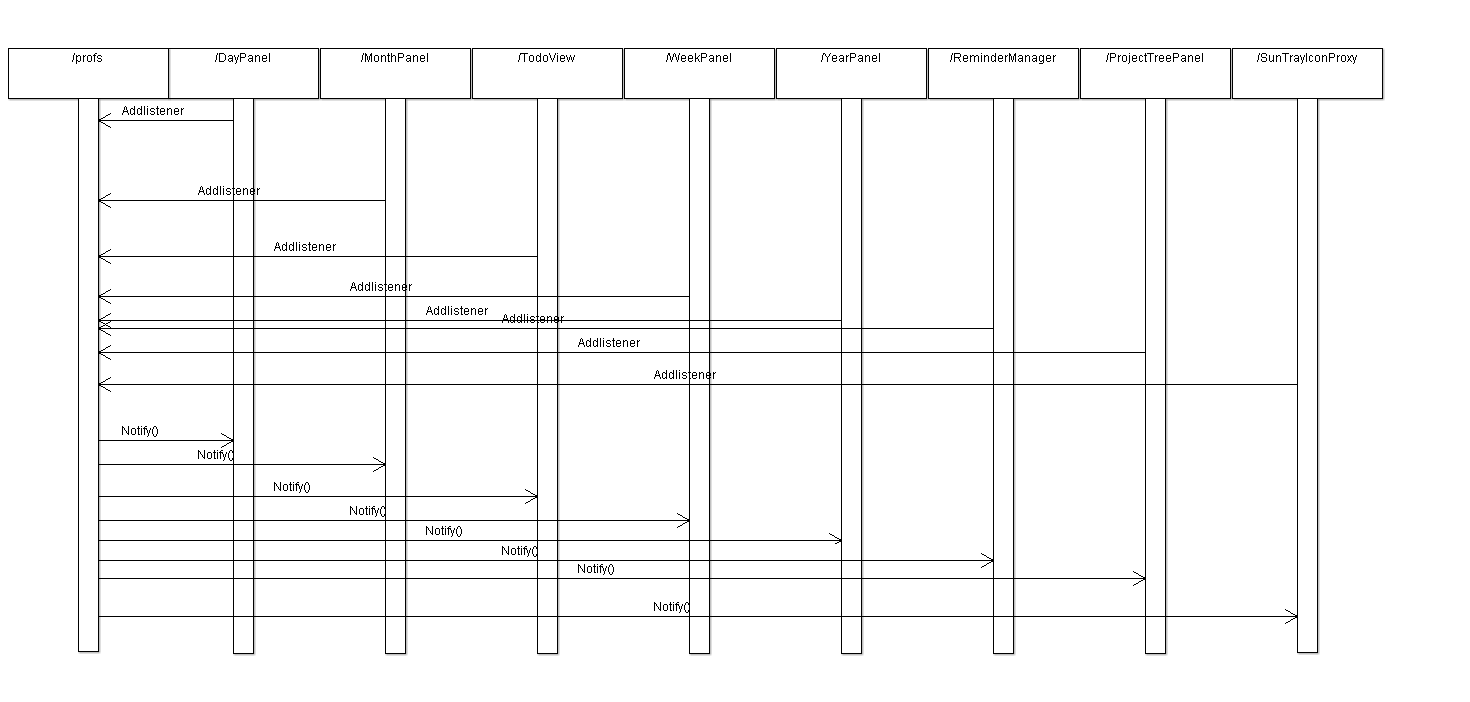 /profs
/DayPanel
/MonthPanel
/TodoView
/WeekPanel
/YearPanel
/ReminderManager
/ProjectTreePanel
/SunTrayIconProxy
Addlistener
Addlistener
Addlistener
Addlistener
Addlistener
Addlistener
Addlistener
Addlistener
Notify()
Notify()
Notify()
Notify()
Notify()
Notify()
Notify()
Notify()